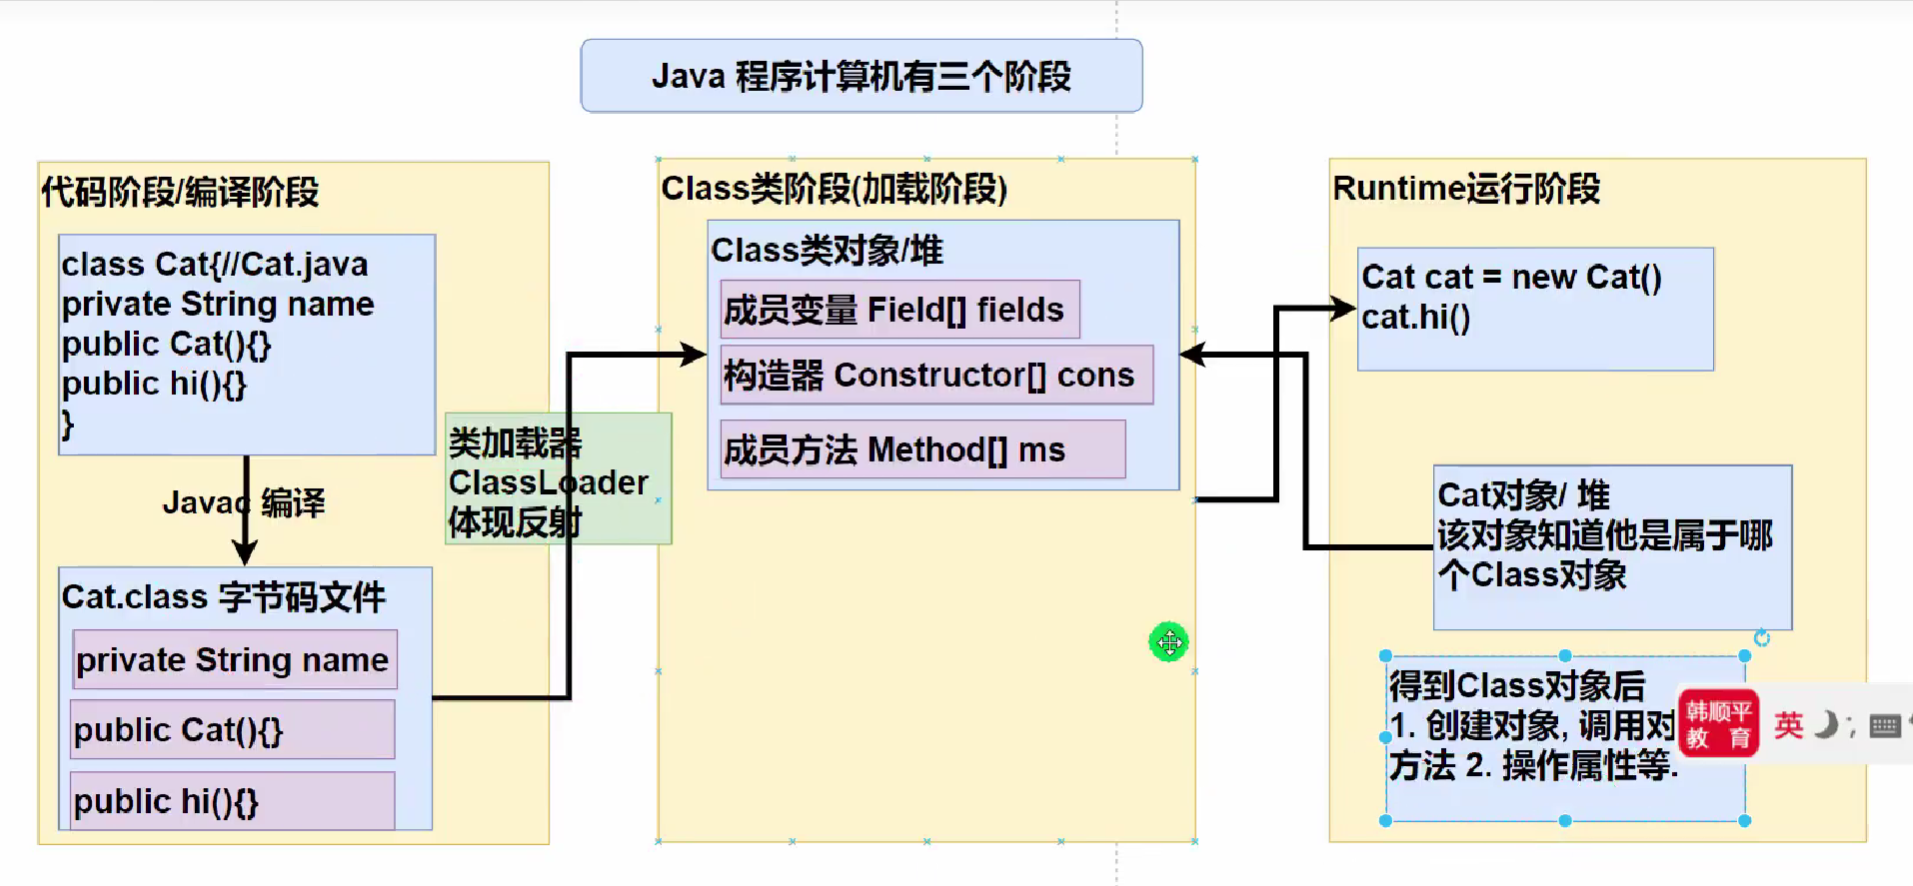 Java 程序计算机有三个阶段
代码阶段/编译阶段
class Cat{//Cat.java
private String name
public Cat(){}
public hi(){}
}
Javac 编译
Cat.class 字节码文件
private String name
public Cat(){}
public hi(){}
类加载器
ClassLoader
体现反射
Class类阶段(加载阶段)
Class类对象/堆
成员变量 Field[] fields
构造器 Constructor[] cons
成员方法 Method[] ms
Runtime运行阶段
Cat cat = new Cat()
cat.hi()
Cat对象/ 堆
该对象知道他是属于哪
个Class对象
得到Class对象后
1. 创建对象, 调用对
方法 2. 操作属性等.
韩顺平
教 育
英